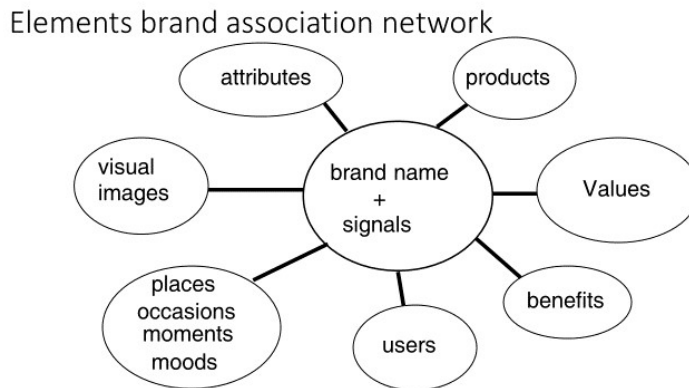 Elements brand association network
attributes
products
visual
images
brand name
+
signals
Values
places
occasions
moments
moods
users
benefits